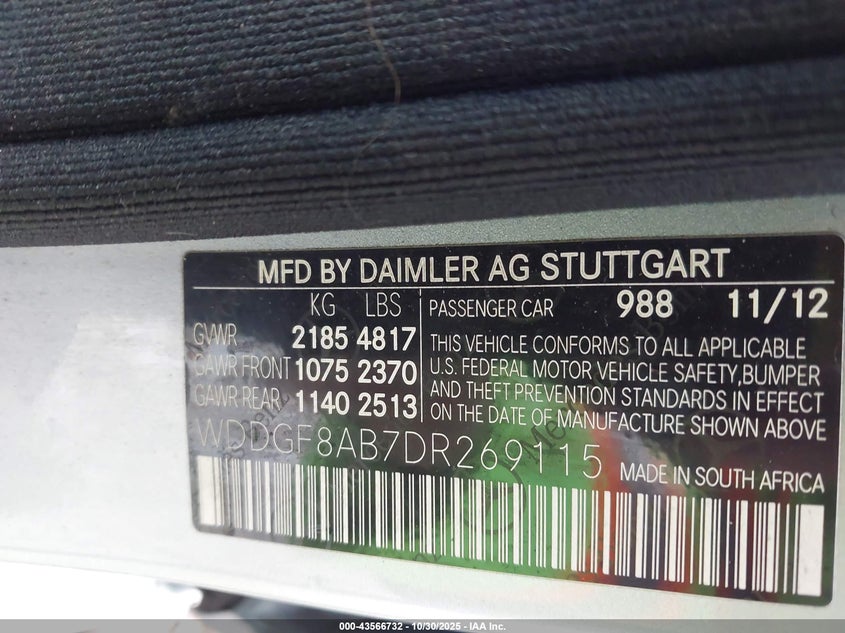 MFD BY DAIMLER AG STUTTGART
KG LBS
GVWR 2185 4817
GAWR FRONT 1075 2370
GAWR REAR 1140 2513
PASSENGER CAR 988 11/12
THIS VEHICLE CONFORMS TO ALL APPLICABLE
U.S. FEDERAL MOTOR VEHICLE SAFETY,BUMPER
AND THEFT PREVENTION STANDARDS IN EFFECT
ON THE DATE OF MANUFACTURE SHOWN ABOVE
WDDGF8AB7DR269115
MADE IN SOUTH AFRICA
000-43566732 - 10/30/2025 - IAA Inc.